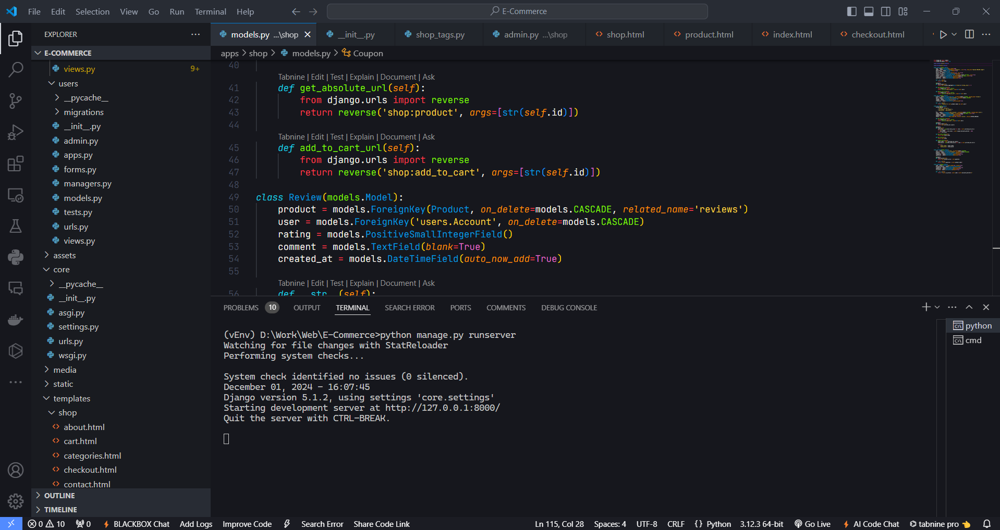 File Edit Selection View Go Run Terminal Help
E-Commerce
EXPLORER
E-COMMERCE
views.py 9+
users
__pycache__
migrations
__init__.py
admin.py
apps.py
forms.py
managers.py
models.py
tests.py
urls.py
views.py
assets
core
__pycache__
__init__.py
asgi.py
settings.py
urls.py
wsgi.py
media
static
templates
shop
about.html
cart.html
categories.html
checkout.html
contact.html
OUTLINE
TIMELINE
models.py ...\shop __init__.py shop_tags.py admin.py ...\shop shop.html product.html index.html checkout.html
apps > shop > models.py > Coupon
40
Tabnine | Edit | Test | Explain | Document | Ask
41 def get_absolute_url(self):
42 from django.urls import reverse
43 return reverse('shop:product', args=[str(self.id)])
44
Tabnine | Edit | Test | Explain | Document | Ask
45 def add_to_cart_url(self):
46 from django.urls import reverse
47 return reverse('shop:add_to_cart', args=[str(self.id)])
48
49 class Review(models.Model):
50 product = models.ForeignKey(Product, on_delete=models.CASCADE, related_name='reviews')
51 user = models.ForeignKey('users.Account', on_delete=models.CASCADE)
52 rating = models.PositiveSmallIntegerField()
53 comment = models.TextField(blank=True)
54 created_at = models.DateTimeField(auto_now_add=True)
55
Tabnine | Edit | Test | Explain | Document | Ask
56 def __str__(self):
PROBLEMS 10 OUTPUT TERMINAL SEARCH ERROR PORTS COMMENTS DEBUG CONSOLE
(vEnv) D:\Work\Web\E-Commerce>python manage.py runserver
Watching for file changes with StatReloader
Performing system checks...
System check identified no issues (0 silenced).
December 01, 2024 - 16:07:45
Django version 5.1.2, using settings 'core.settings'
Starting development server at http://127.0.0.1:8000/
Quit the server with CTRL-BREAK.
python
cmd
0 10 0 BLACKBOX Chat Add Logs Improve Code Search Error Share Code Link Ln 115, Col 28 Spaces: 4 UTF-8 CRLF {} Python 3.12.3 64-bit Go Live AI Code Chat tabnine pro